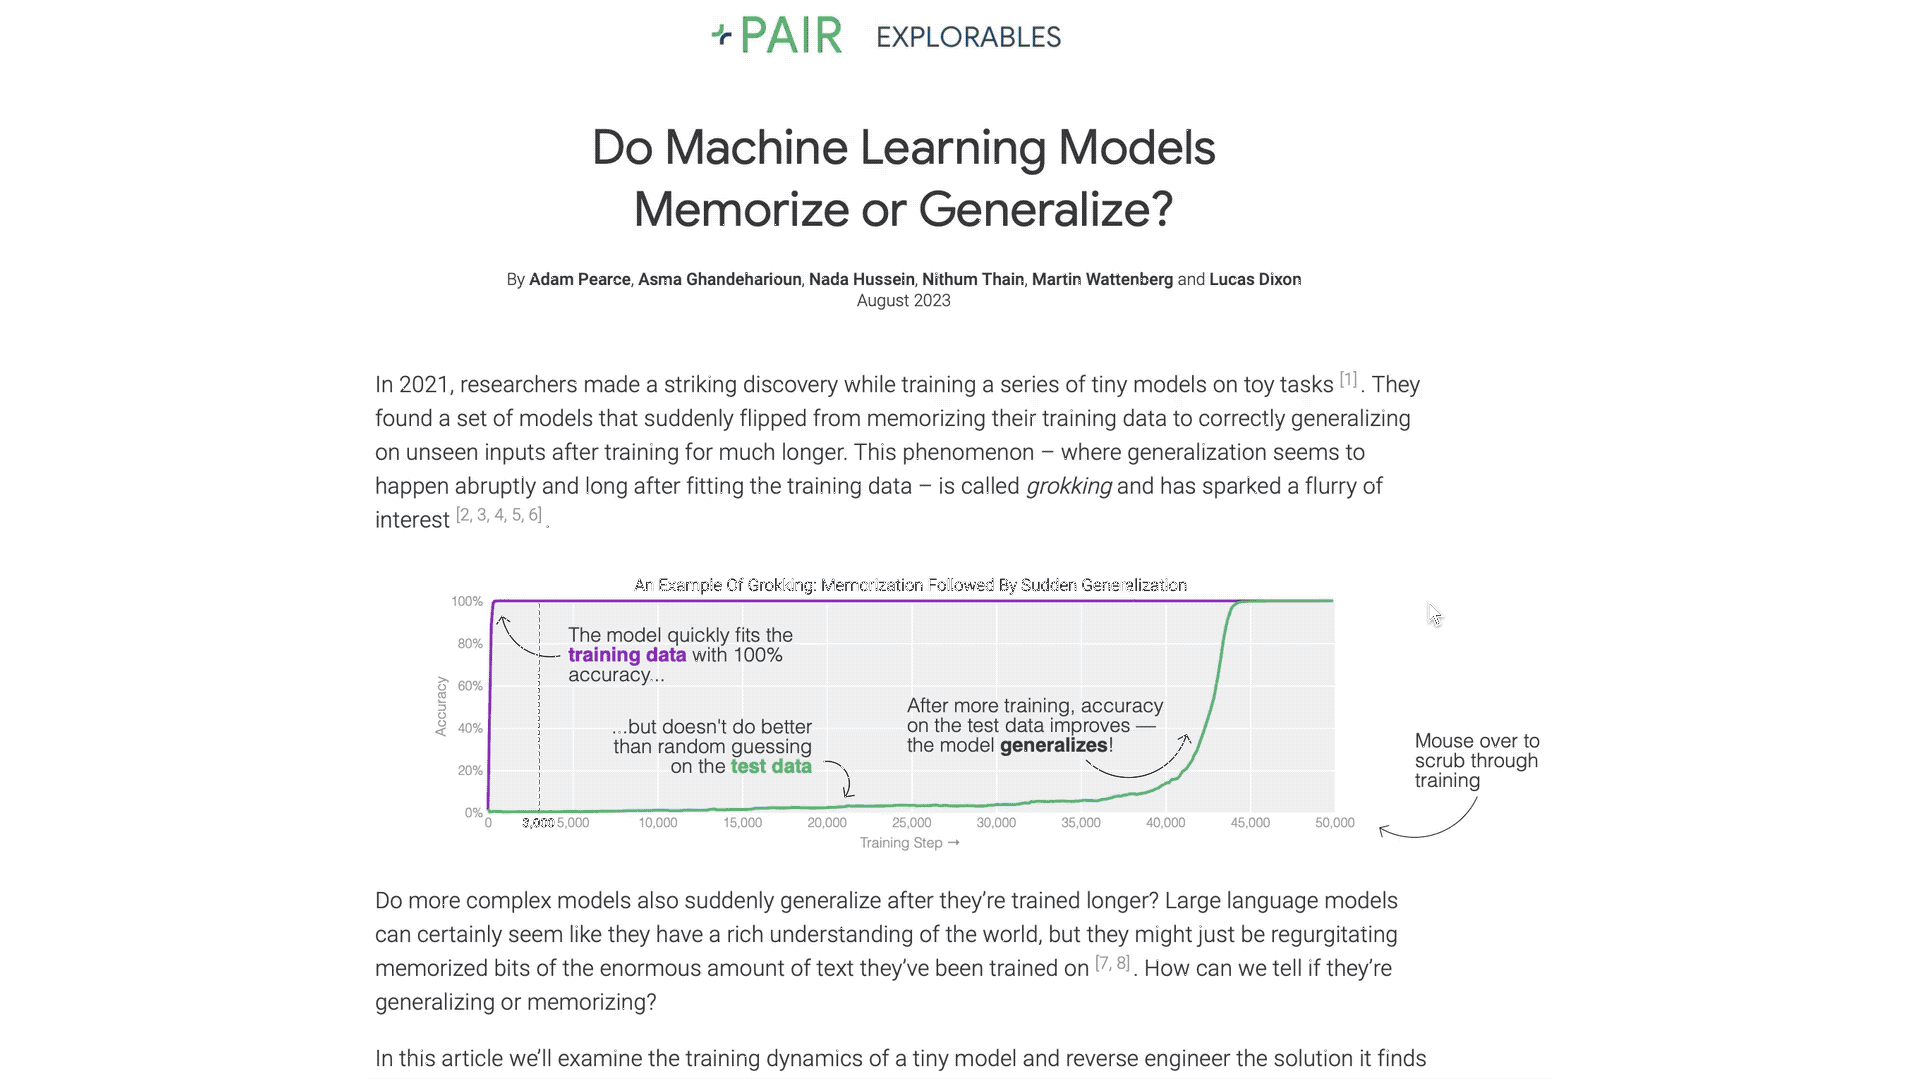 PAIR EXPLORABLES
Do Machine Learning Models
Memorize or Generalize?
By Adam Pearce, Asma Ghandeharioun, Nada Hussein, Nithum Thain, Martin Wattenberg and Lucas Dixon
August 2023
In 2021, researchers made a striking discovery while training a series of tiny models on toy tasks [1]. They
found a set of models that suddenly flipped from memorizing their training data to correctly generalizing
on unseen inputs after training for much longer. This phenomenon – where generalization seems to
happen abruptly and long after fitting the training data – is called grokking and has sparked a flurry of
interest [2, 3, 4, 5, 6].
An Example Of Grokking: Memorization Followed By Sudden Generalization
100%
80%
60%
40%
20%
0%
Accuracy
The model quickly fits the
training data with 100%
accuracy...
...but doesn't do better
than random guessing
on the test data
After more training, accuracy
on the test data improves —
the model generalizes!
Mouse over to
scrub through
training
0 3,000 5,000 10,000 15,000 20,000 25,000 30,000 35,000 40,000 45,000 50,000
Training Step →
Do more complex models also suddenly generalize after they’re trained longer? Large language models
can certainly seem like they have a rich understanding of the world, but they might just be regurgitating
memorized bits of the enormous amount of text they’ve been trained on [7, 8]. How can we tell if they’re
generalizing or memorizing?
In this article we’ll examine the training dynamics of a tiny model and reverse engineer the solution it finds